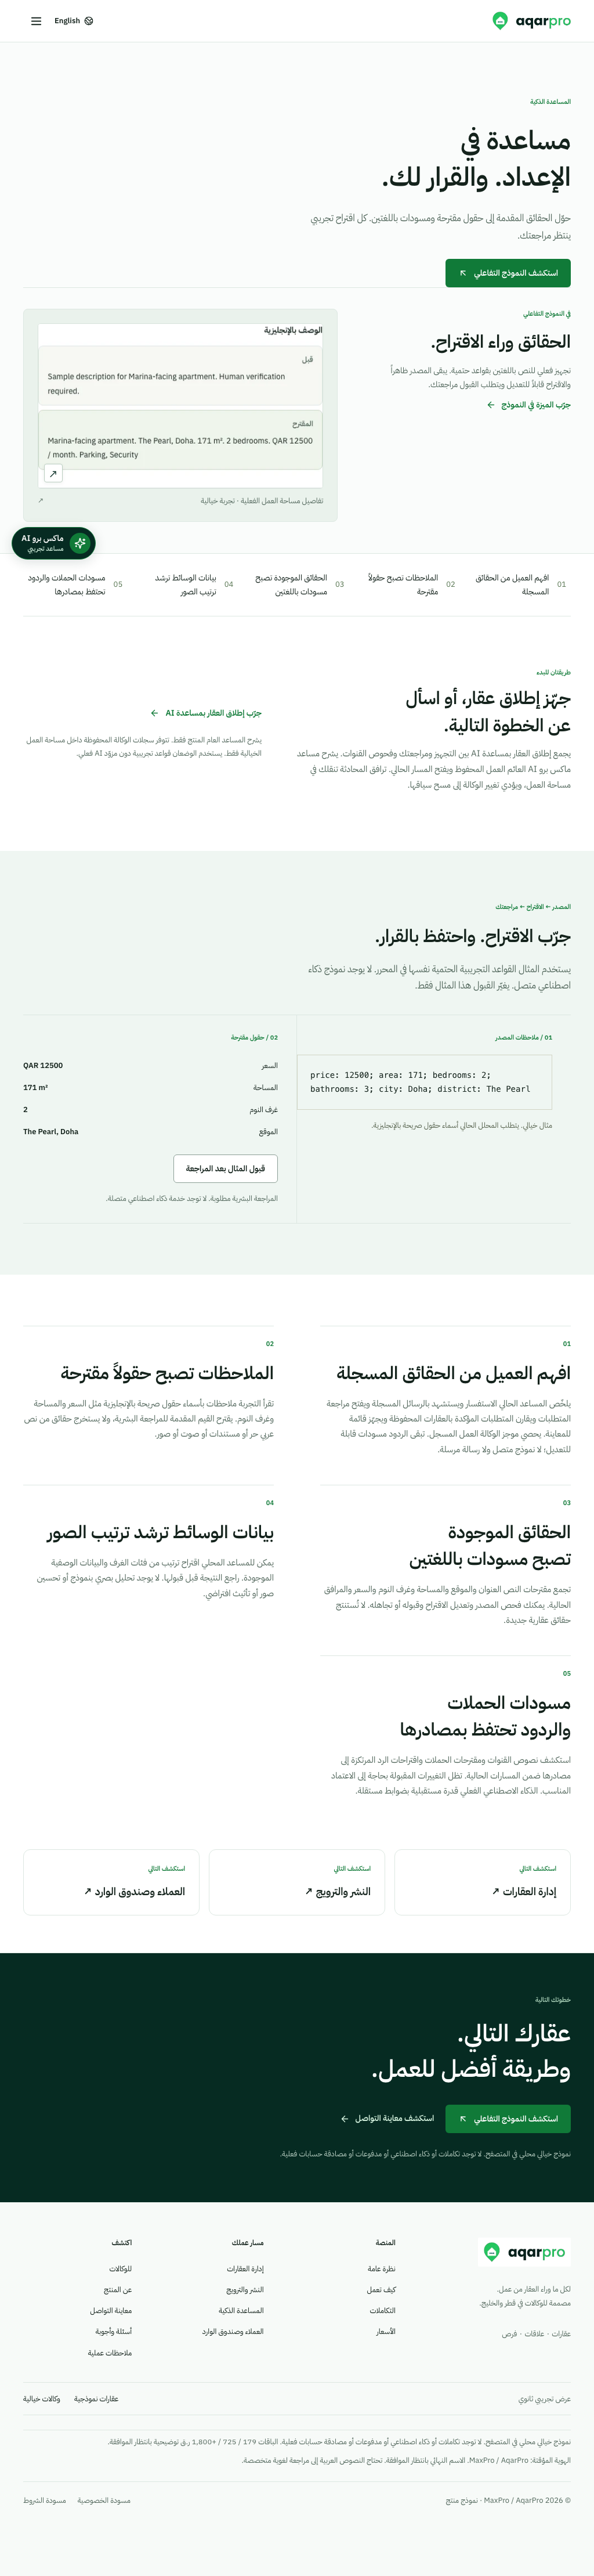 aqarpro
English
المساعدة الذكية
مساعدة في
الإعداد. والقرار لك.
حوّل الحقائق المقدمة إلى حقول مقترحة ومسودات باللغتين. كل اقتراح تجريبي
ينتظر مراجعتك.
استكشف النموذج التفاعلي
في النموذج التفاعلي
الحقائق وراء الاقتراح.
نجهيز فعلي للنص باللغتين بقواعد حتمية. يبقى المصدر ظاهراً
والاقتراح قابلاً للتعديل ويتطلب القبول مراجعتك.
جرّب الميزة في النموذج
الوصف بالإنجليزية
قبل
Sample description for Marina-facing apartment. Human verification
required.
المقترح
Marina-facing apartment. The Pearl, Doha. 171 m². 2 bedrooms. QAR 12500
/ month. Parking, Security
تفاصيل مساحة العمل الفعلية · تجربة خيالية
ماكس برو AI
مساعد تجريبي
01
افهم العميل من الحقائق
المسجلة
02
الملاحظات تصبح حقولاً
مقترحة
03
الحقائق الموجودة تصبح
مسودات باللغتين
04
بيانات الوسائط ترشد
ترتيب الصور
05
مسودات الحملات والردود
تحتفظ بمصادرها
طريقتان للبدء
جهّز إطلاق عقار، أو اسأل
عن الخطوة التالية.
يجمع إطلاق العقار بمساعدة AI بين التجهيز ومراجعتك وفحوص القنوات. يشرح مساعد
ماكس برو AI العالم العمل المحفوظ ويفتح المسار الحالي. ترافق المحادثة تنقلك في
مساحة العمل، ويؤدي تغيير الوكالة إلى مسح سياقها.
جرّب إطلاق العقار بمساعدة AI
يشرح المساعد العام المنتج فقط. تتوفر سجلات الوكالة المحفوظة داخل مساحة العمل
الخيالية فقط. يستخدم الوضعان قواعد تجريبية دون مزوّد AI فعلي.
المصدر ← الاقتراح ← مراجعتك
جرّب الاقتراح. واحتفظ بالقرار.
يستخدم المثال القواعد التجريبية الحتمية نفسها في المحرر. لا يوجد نموذج ذكاء
اصطناعي متصل. يغيّر القبول هذا المثال فقط.
01 / ملاحظات المصدر
price: 12500; area: 171; bedrooms: 2;
bathrooms: 3; city: Doha; district: The Pearl
مثال خيالي. يتطلب المحلل الحالي أسماء حقول صريحة بالإنجليزية.
02 / حقول مقترحة
السعر QAR 12500
المساحة 171 m²
غرف النوم 2
الموقع The Pearl, Doha
قبول المثال بعد المراجعة
المراجعة البشرية مطلوبة. لا توجد خدمة ذكاء اصطناعي متصلة.
01
افهم العميل من الحقائق المسجلة
يلخّص المساعد الحالي الاستفسار ويستشهد بالرسائل المسجلة ويفتح مراجعة
المتطلبات ويقارن المتطلبات المؤكدة بالعقارات المحفوظة ويجهّز قائمة
للمعاينة. يحصي موجز الوكالة العمل المسجل. تبقى الردود مسودات قابلة
للتعديل؛ لا نموذج متصل ولا رسالة مرسلة.
02
الملاحظات تصبح حقولاً مقترحة
تقرأ التجربة ملاحظات بأسماء حقول صريحة بالإنجليزية مثل السعر والمساحة
وغرف النوم. يقترح القيم المقدمة للمراجعة البشرية، ولا يستخرج حقائق من نص
عربي حر أو مستندات أو صوت أو صور.
03
الحقائق الموجودة
تصبح مسودات باللغتين
تجمع مقترحات النص العنوان والموقع والمساحة وغرف النوم والسعر والمرافق
الحالية. يمكنك فحص المصدر وتعديل الاقتراح وقبوله أو تجاهله. لا تُستنتج
حقائق عقارية جديدة.
04
بيانات الوسائط ترشد ترتيب الصور
يمكن للمساعد المحلي اقتراح ترتيب من فئات الغرف والبيانات الوصفية
الموجودة. راجع النتيجة قبل قبولها. لا يوجد تحليل بصري بنموذج أو تحسين
صور أو تأثيث افتراضي.
05
مسودات الحملات
والردود تحتفظ بمصادرها
استكشف نصوص القنوات ومقترحات الحملات واقتراحات الرد المرتكزة إلى
مصادرها ضمن المسارات الحالية. تظل التغييرات المقبولة بحاجة إلى الاعتماد
المناسب. الذكاء الاصطناعي الفعلي قدرة مستقبلية بضوابط مستقلة.
استكشف التالي
إدارة العقارات ↗
استكشف التالي
النشر والترويج ↗
استكشف التالي
العملاء وصندوق الوارد ↗
خطوتك التالية
عقارك التالي.
وطريقة أفضل للعمل.
استكشف النموذج التفاعلي
استكشف معاينة التواصل
نموذج خيالي محلي في المتصفح. لا توجد تكاملات أو ذكاء اصطناعي أو مدفوعات أو مصادقة حسابات فعلية.
aqarpro
لكل ما وراء العقار من عمل.
مصممة للوكالات في قطر والخليج.
عقارات · علاقات · فرص
المنصة
نظرة عامة
كيف تعمل
التكاملات
الأسعار
مسار عملك
إدارة العقارات
النشر والترويج
المساعدة الذكية
العملاء وصندوق الوارد
اكتشف
للوكالات
عن المنتج
معاينة التواصل
أسئلة وأجوبة
ملاحظات عملية
عرض تجريبي ثانوي
عقارات نموذجية
وكالات خيالية
نموذج خيالي محلي في المتصفح. لا توجد تكاملات أو ذكاء اصطناعي أو مدفوعات أو مصادقة حسابات فعلية. الباقات 179 / 725 / +1,800 ر.ق توضيحية بانتظار الموافقة.
الهوية المؤقتة: MaxPro / AqarPro. الاسم النهائي بانتظار الموافقة. تحتاج النصوص العربية إلى مراجعة لغوية متخصصة.
© 2026 MaxPro / AqarPro · نموذج منتج
مسودة الخصوصية
مسودة الشروط